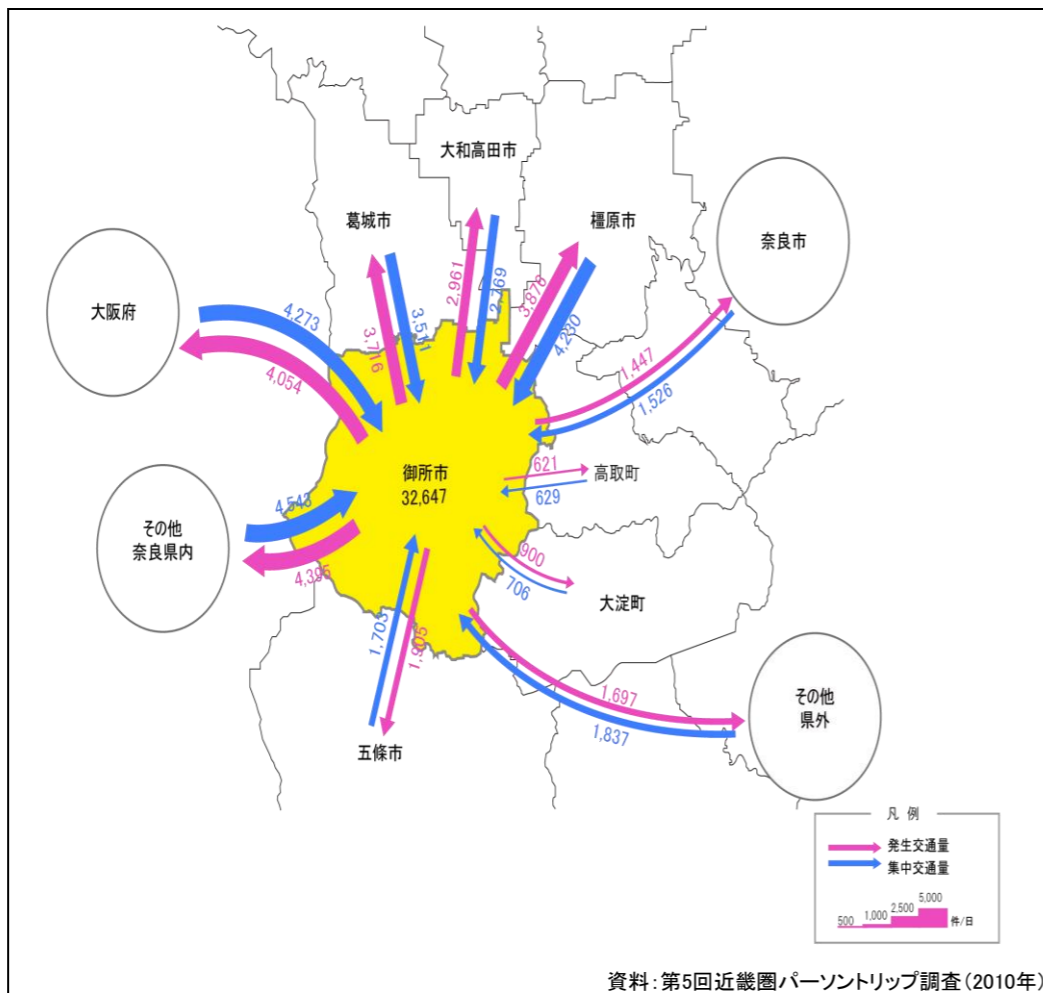 大和高田市
葛城市
橿原市
奈良市
大阪府
2,961
2,769
3,878
4,230
4,273
3,716
3,511
4,054
1,447
1,526
御所市
32,647
621
高取町
629
その他
奈良県内
4,543
4,395
900
706
大淀町
1,703
1,905
1,697
1,837
その他
県外
五條市
凡 例
発生交通量
集中交通量
500
1,000
2,500
5,000
件/日
資料:第5回近畿圏パーソントリップ調査(2010年)